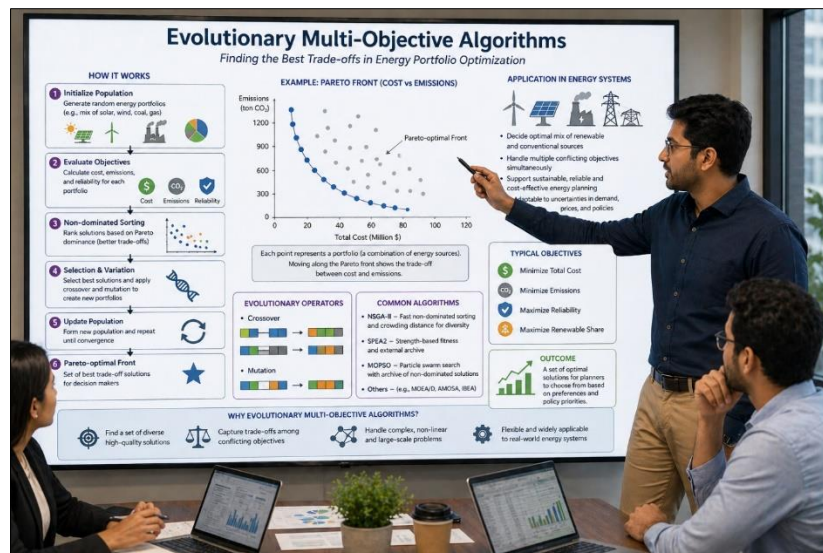 Evolutionary Multi-Objective Algorithms
Finding the Best Trade-offs in Energy Portfolio Optimization
HOW IT WORKS
1 Initialize Population
Generate random energy portfolios
(e.g., mix of solar, wind, coal, gas)
2 Evaluate Objectives
Calculate cost, emissions,
and reliability for each
portfolio
$
CO₂
Cost Emissions Reliability
3 Non-dominated Sorting
Rank solutions based on Pareto
dominance (better trade-offs)
4 Selection & Variation
Select best solutions and apply
crossover and mutation to
create new portfolios
5 Update Population
Form new population and repeat
until convergence
6 Pareto-optimal Front
Set of best trade-off solutions
for decision makers
EXAMPLE: PARETO FRONT (COST vs EMISSIONS)
Emissions
(ton CO₂)
1200
900
600
300
0
Pareto-optimal Front
0 20 40 60 80 100 120
Total Cost (Million $)
Each point represents a portfolio (a combination of energy sources).
Moving along the Pareto front shows the trade-off
between cost and emissions.
EVOLUTIONARY OPERATORS
• Crossover
• Mutation
COMMON ALGORITHMS
• NSGA-II – Fast non-dominated sorting
and crowding distance for diversity
• SPEA2 – Strength-based fitness
and external archive
• MOPSO – Particle swarm search
with archive of non-dominated solutions
• Others – (e.g., MOEA/D, AMOSA, IBEA)
APPLICATION IN ENERGY SYSTEMS
• Decide optimal mix of renewable
and conventional sources
• Handle multiple conflicting objectives
simultaneously
• Support sustainable, reliable and
cost-effective energy planning
Adaptable to uncertainties in demand,
prices, and policies
TYPICAL OBJECTIVES
$ Minimize Total Cost
CO₂ Minimize Emissions
Maximize Reliability
Maximize Renewable Share
OUTCOME
A set of optimal
solutions for planners
to choose from based
on preferences and
policy priorities.
WHY EVOLUTIONARY MULTI-OBJECTIVE ALGORITHMS?
Find a set of diverse
high-quality solutions
Capture trade-offs among
conflicting objectives
Handle complex, non-linear
and large-scale problems
Flexible and widely applicable
to real-world energy systems